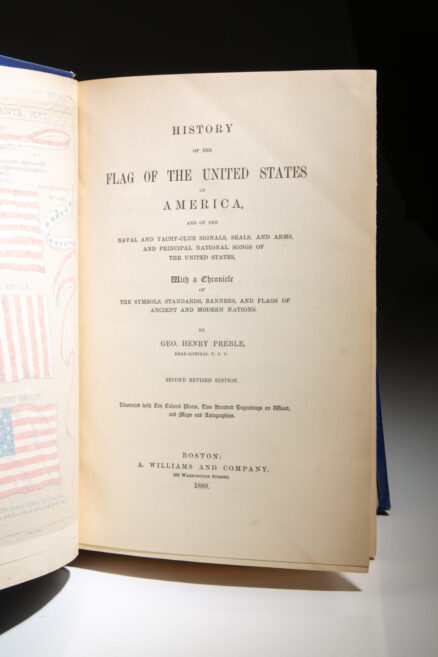 HISTORY
OF THE
FLAG OF THE UNITED STATES
OF
AMERICA,
AND OF THE
NAVAL AND YACHT-CLUB SIGNALS, SEALS, AND ARMS,
AND PRINCIPAL NATIONAL SONGS OF
THE UNITED STATES,
With a Chronicle
OF
THE SYMBOLS, STANDARDS, BANNERS, AND FLAGS OF
ANCIENT AND MODERN NATIONS.
BY
GEO. HENRY PREBLE,
REAR-ADMIRAL U. S. N.
SECOND REVISED EDITION.
Illustrated with Ten Colored Plates, Two Hundred Engravings on Wood,
and Maps and Autographies.
BOSTON:
A. WILLIAMS AND COMPANY,
283 WASHINGTON STREET.
1880.